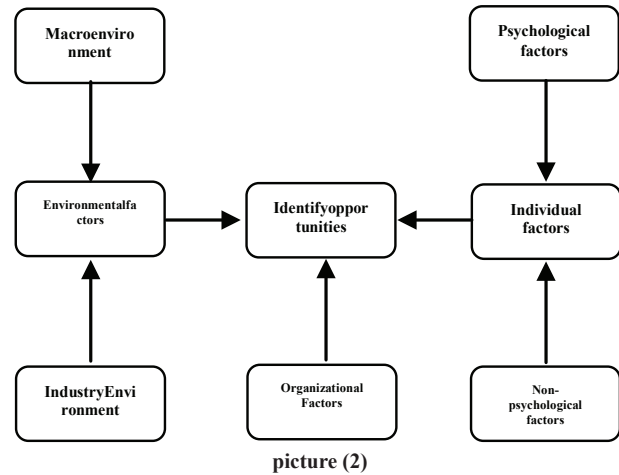 Macroenviro
nment
Psychological
factors
Environmentalfa
ctors
Identifyoppor
tunities
Individual
factors
IndustryEnvi
ronment
Organizational
Factors
Non-
psychological
factors
picture (2)